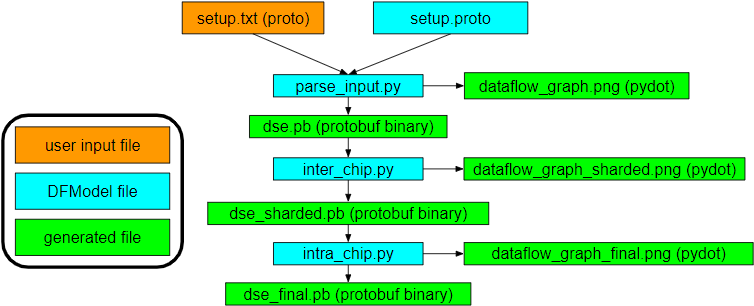 setup.txt (proto)
setup.proto
parse_input.py
dataflow_graph.png (pydot)
dse.pb (protobuf binary)
user input file
inter_chip.py
dataflow_graph_sharded.png (pydot)
DFModel file
dse_sharded.pb (protobuf binary)
generated file
intra_chip.py
dataflow_graph_final.png (pydot)
dse_final.pb (protobuf binary)